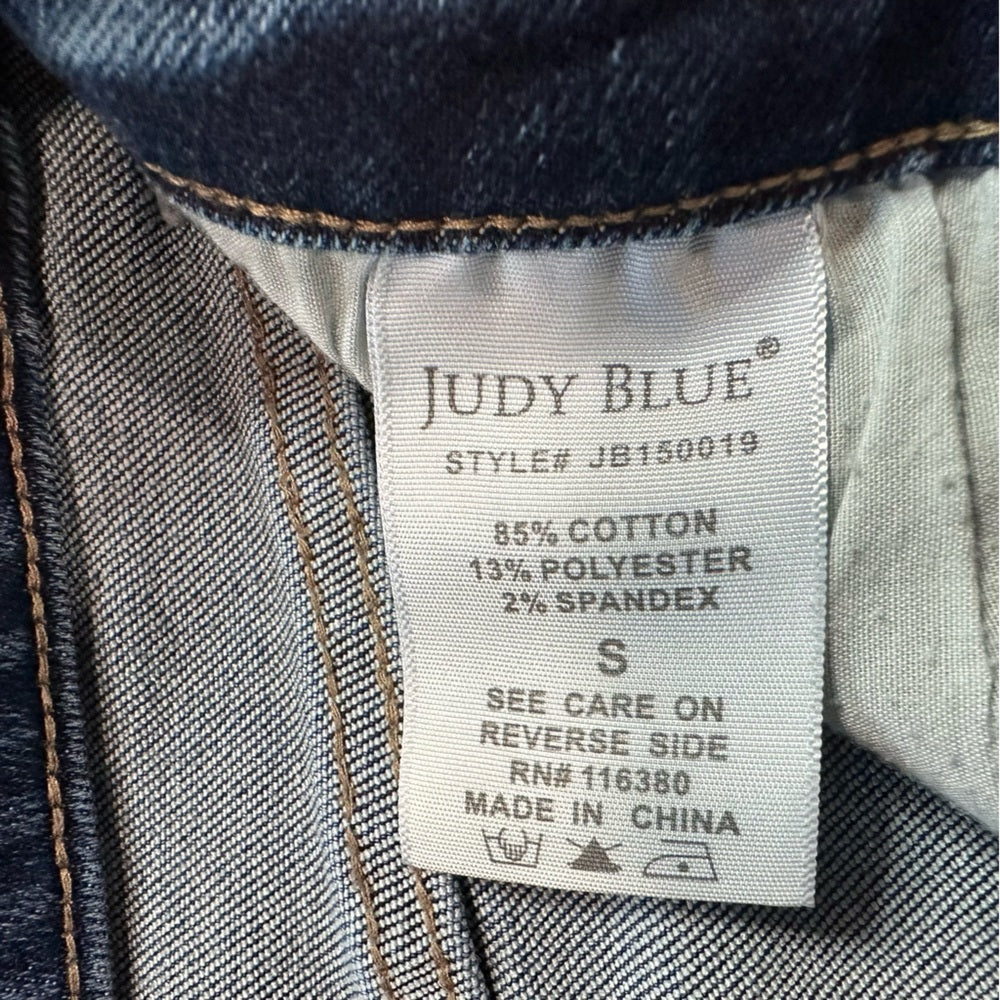 JUDY BLUE®
STYLE# JB150019
85% COTTON
13% POLYESTER
2% SPANDEX
S
SEE CARE ON
REVERSE SIDE
RN# 116380
MADE IN CHINA